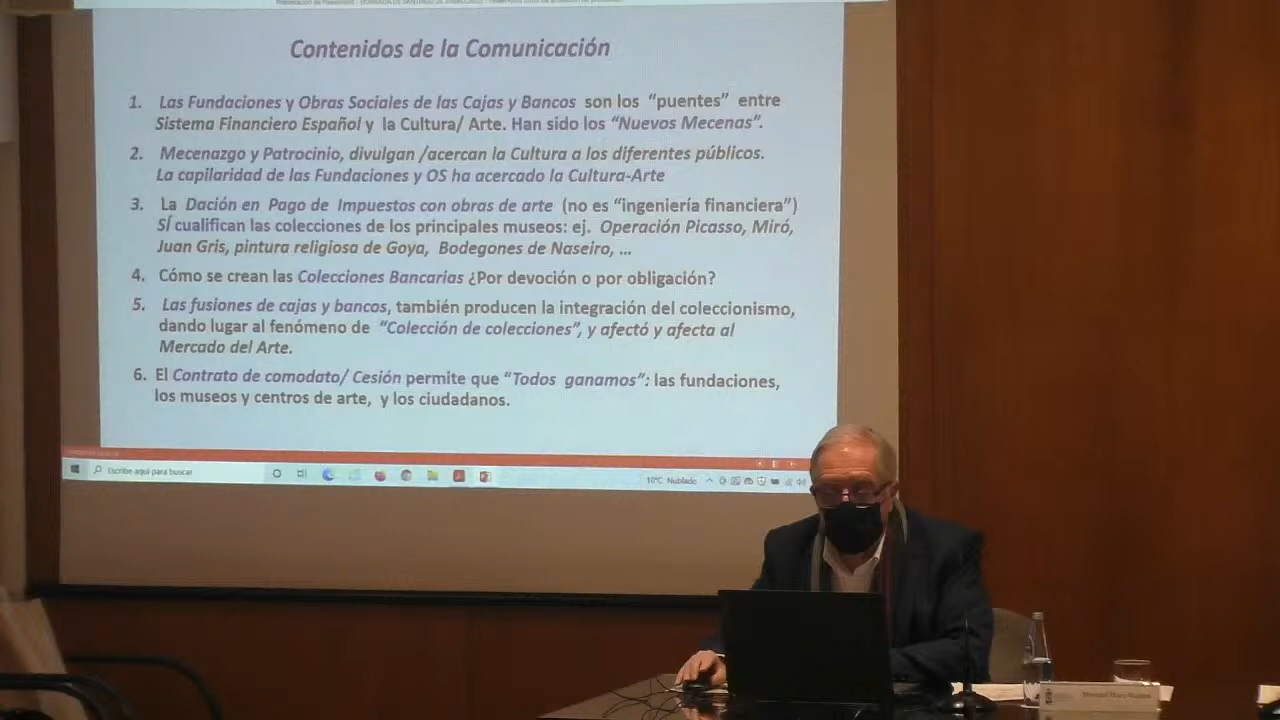 Contenidos de la Comunicación
1. Las Fundaciones y Obras Sociales de las Cajas y Bancos son los “puentes” entre
Sistema Financiero Español y la Cultura/ Arte. Han sido los “Nuevos Mecenas”.
2. Mecenazgo y Patrocinio, divulgan /acercan la Cultura a los diferentes públicos.
La capilaridad de las Fundaciones y OS ha acercado la Cultura-Arte
3. La Dación en Pago de Impuestos con obras de arte (no es “ingeniería financiera”)
SÍ cualifican las colecciones de los principales museos: ej. Operación Picasso, Miró,
Juan Gris, pintura religiosa de Goya, Bodegones de Naseiro, ...
4. Cómo se crean las Colecciones Bancarias ¿Por devoción o por obligación?
5. Las fusiones de cajas y bancos, también producen la integración del coleccionismo,
dando lugar al fenómeno de “Colección de colecciones”, y afectó y afecta al
Mercado del Arte.
6. El Contrato de comodato/ Cesión permite que “Todos ganamos”: las fundaciones,
los museos y centros de arte, y los ciudadanos.
Escribe aquí para buscar
10°C Nublado